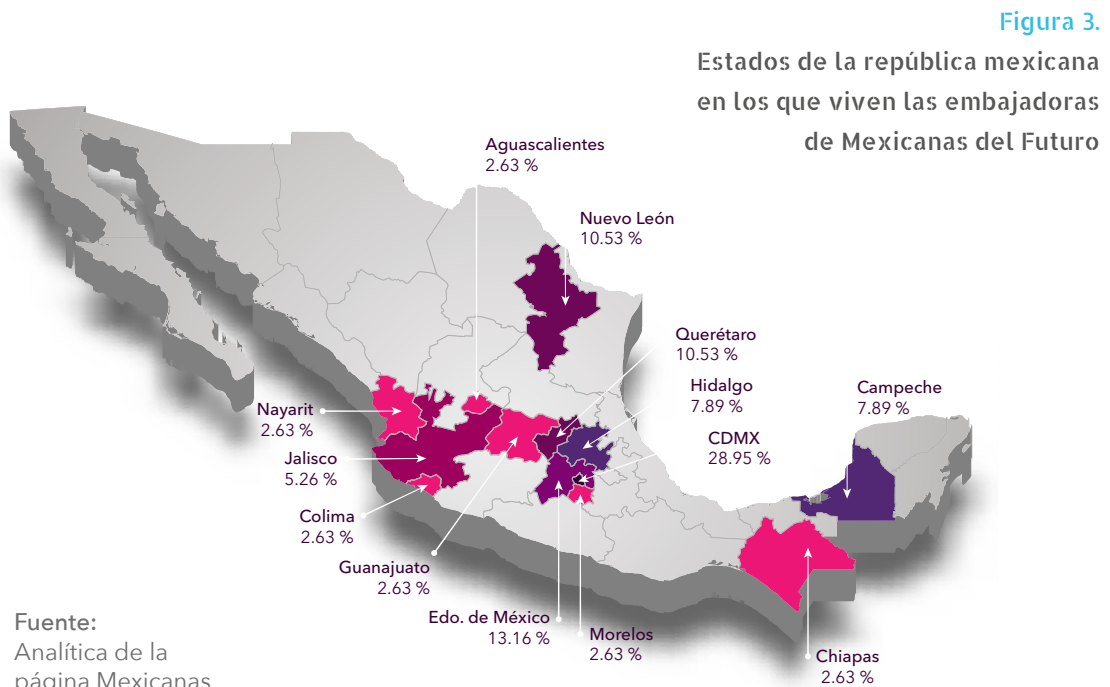 Figura 3.
Estados de la república mexicana
en los que viven las embajadoras
de Mexicanas del Futuro
Aguascalientes
2.63 %
Nuevo León
10.53 %
Querétaro
10.53 %
Hidalgo
7.89 %
Campeche
7.89 %
CDMX
28.95 %
Nayarit
2.63 %
Jalisco
5.26 %
Colima
2.63 %
Guanajuato
2.63 %
Edo. de México
13.16 %
Morelos
2.63 %
Chiapas
2.63 %
Fuente:
Analítica de la
página Mexicanas